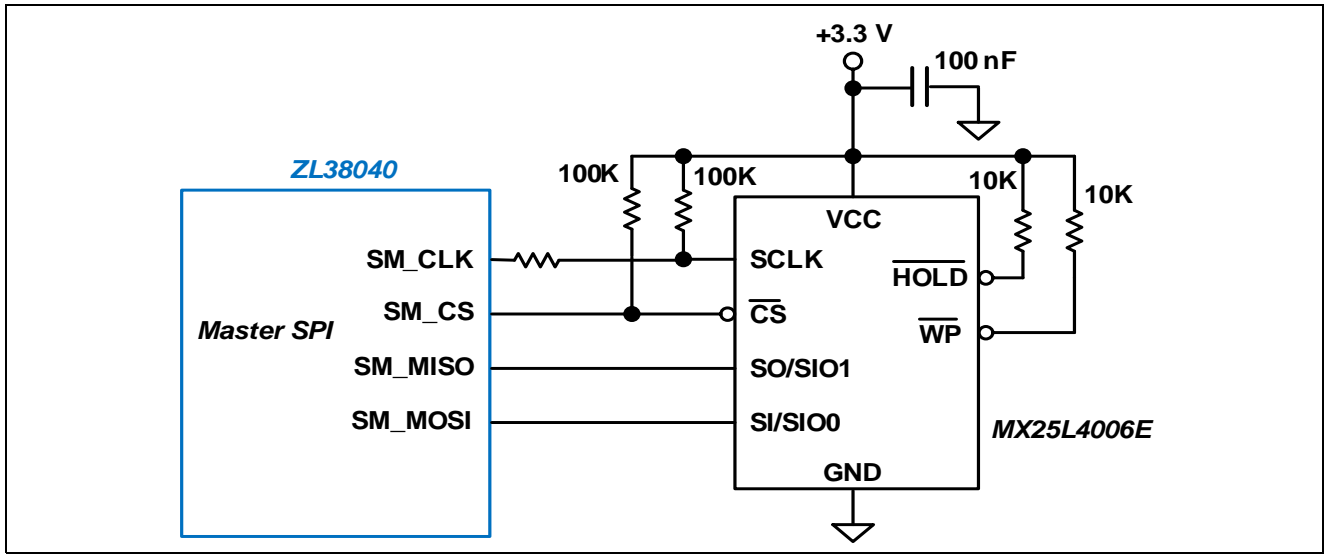 +3.3 V
100 nF
ZL38040
100K
100K
10K
10K
VCC
SM_CLK
SCLK
HOLD
SM_CS
CS
Master SPI
WP
SM_MISO
SO/SIO1
SM_MOSI
SI/SIO0
MX25L4006E
GND